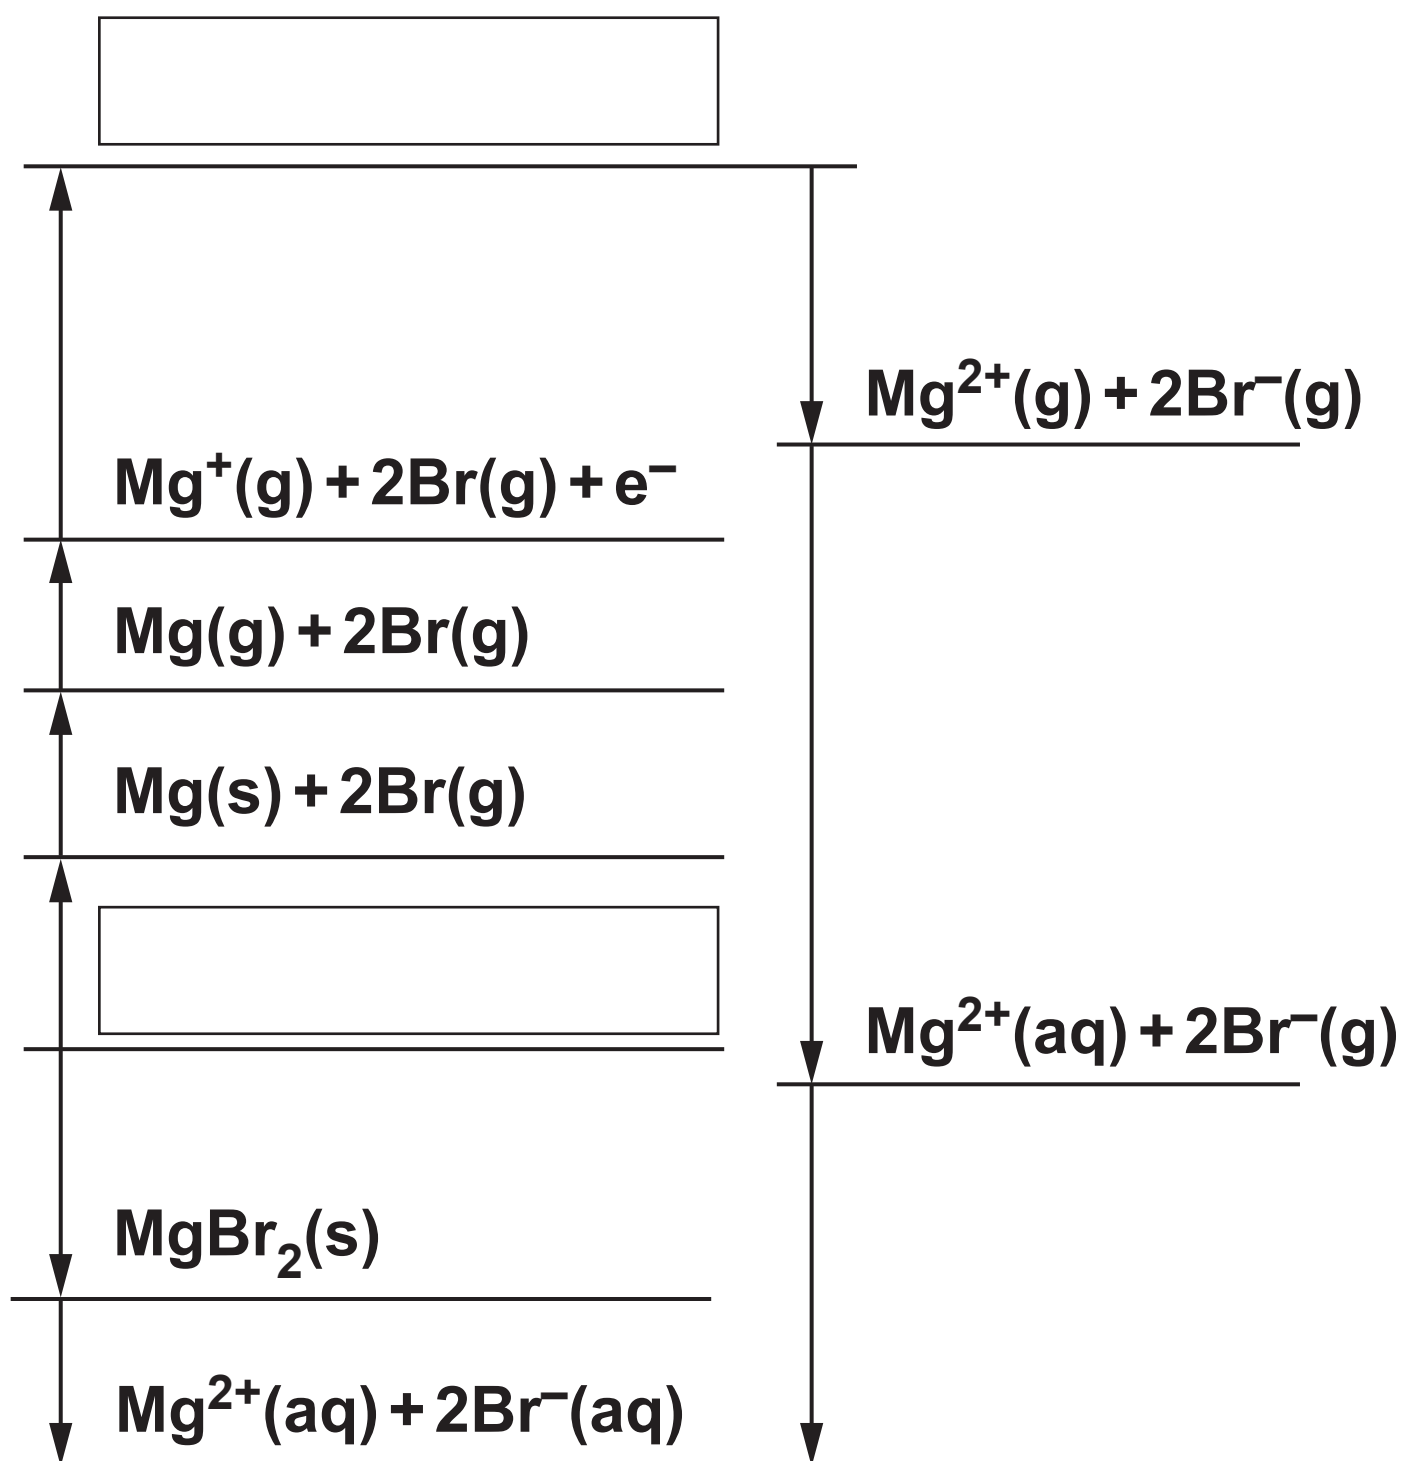 Mg²⁺(g) + 2Br⁻(g)
Mg⁺(g) + 2Br(g) + e⁻
Mg(g) + 2Br(g)
Mg(s) + 2Br(g)
Mg²⁺(aq) + 2Br⁻(g)
MgBr₂(s)
Mg²⁺(aq) + 2Br⁻(aq)